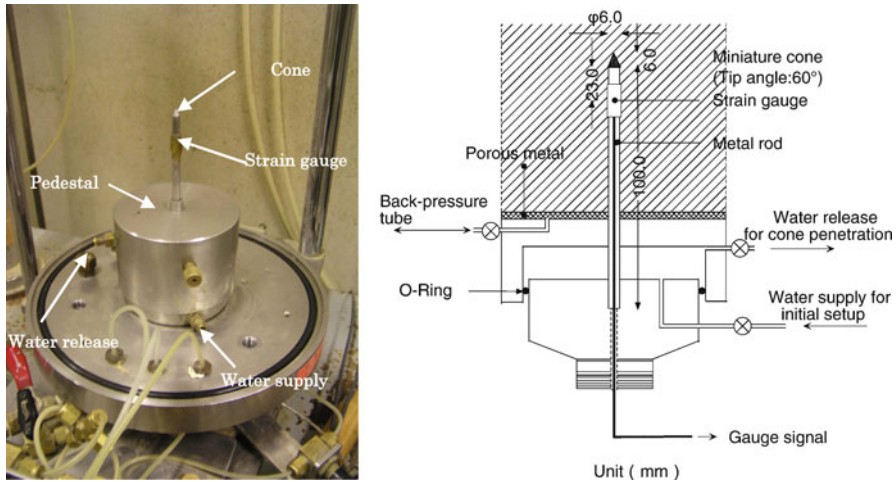 Cone
Strain gauge
Pedestal
Water release
Water supply
φ6.0
6.0
23.0
100.0
Miniature cone
(Tip angle:60°)
Strain gauge
Metal rod
Porous metal
Back-pressure
tube
Water release
for cone penetration
O-Ring
Water supply for
initial setup
Gauge signal
Unit ( mm )